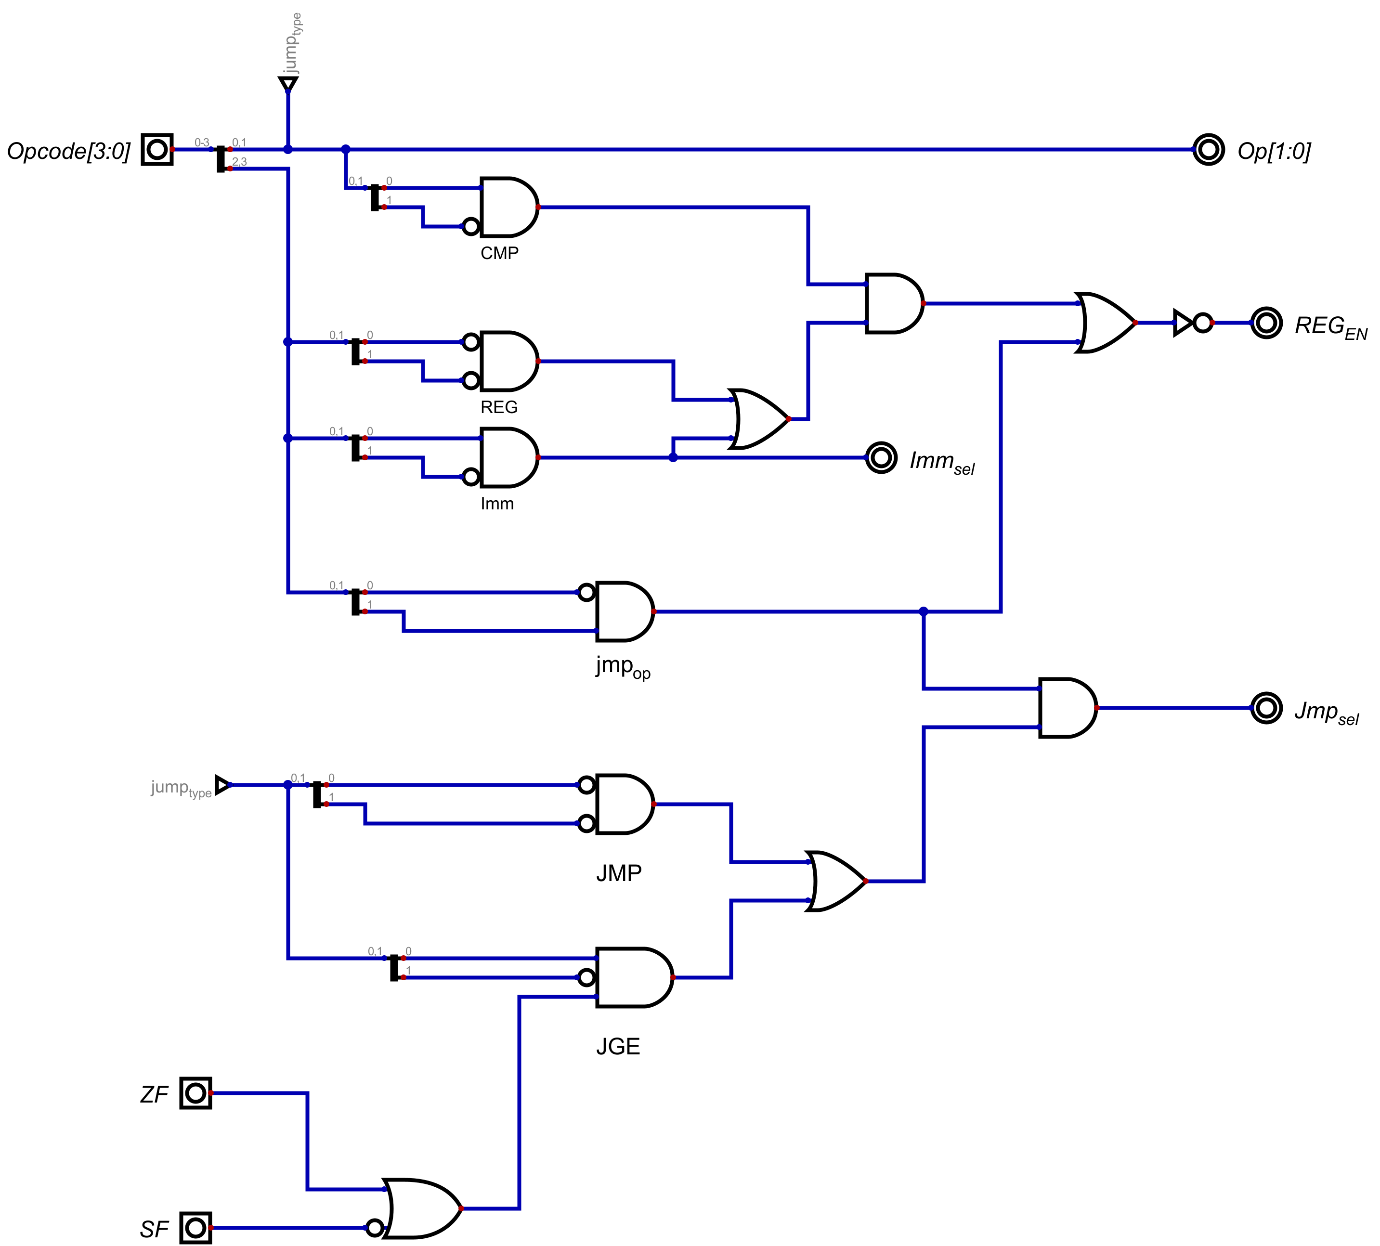 jump_type
Opcode[3:0]
0-3
0,1
2,3
Op[1:0]
0,1
0
1
CMP
REG_EN
0,1
0
1
REG
0,1
0
1
Imm
Imm_sel
0,1
0
1
jmp_op
Jmp_sel
jump_type
0,1
0
1
JMP
0,1
0
1
JGE
ZF
SF